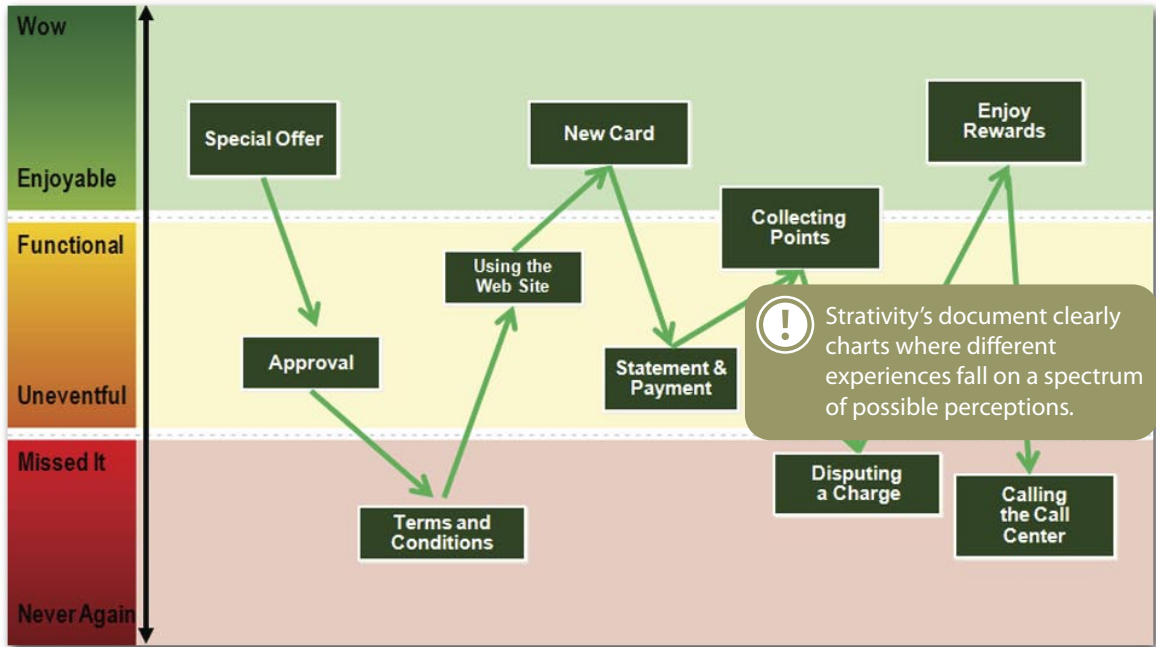 Wow
Enjoyable
Functional
Uneventful
Missed It
Never Again
Special Offer
Approval
Terms and
Conditions
Using the
Web Site
New Card
Statement &
Payment
Collecting
Points
Disputing
a Charge
Enjoy
Rewards
Calling
the Call
Center
!
Strativity’s document clearly
charts where different
experiences fall on a spectrum
of possible perceptions.